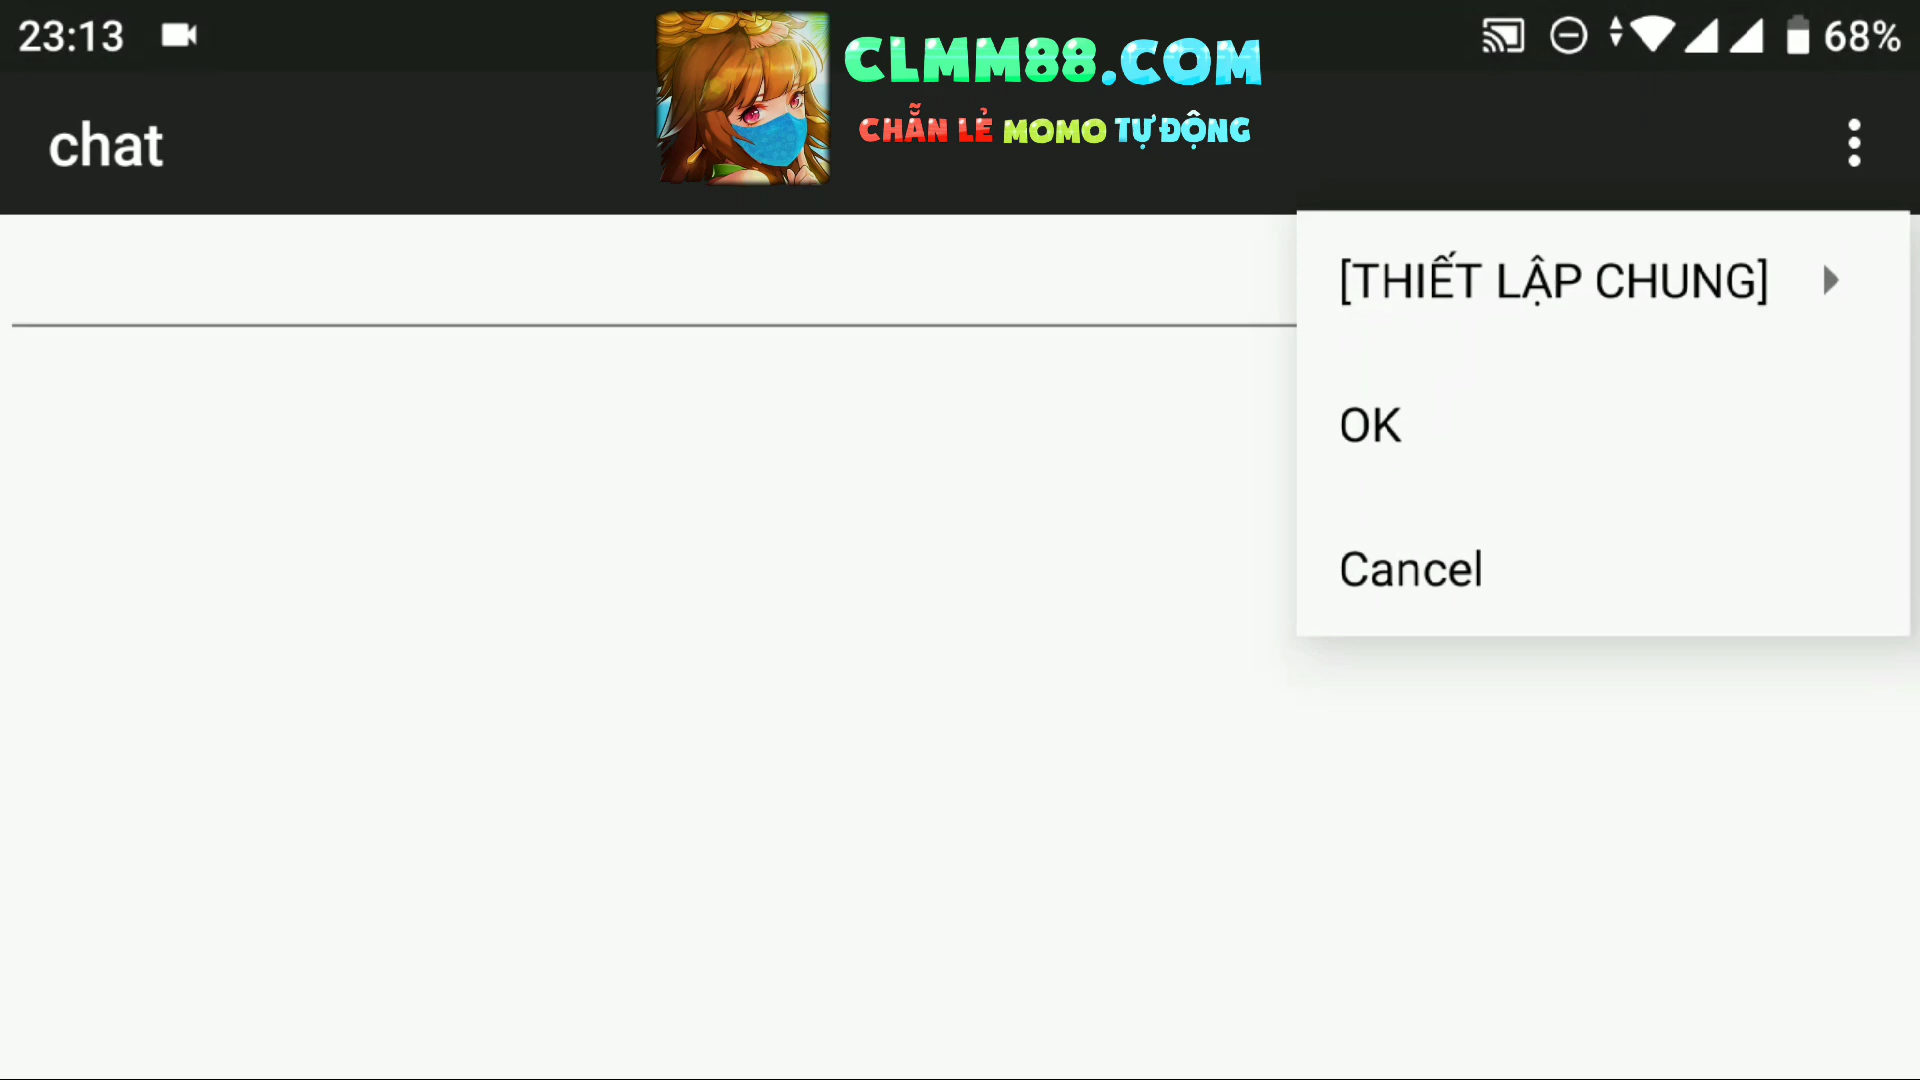 23:13
68%
CLMM88.COM
CHẴN LẺ MOMO TỰ ĐỘNG
chat
[THIẾT LẬP CHUNG]
OK
Cancel